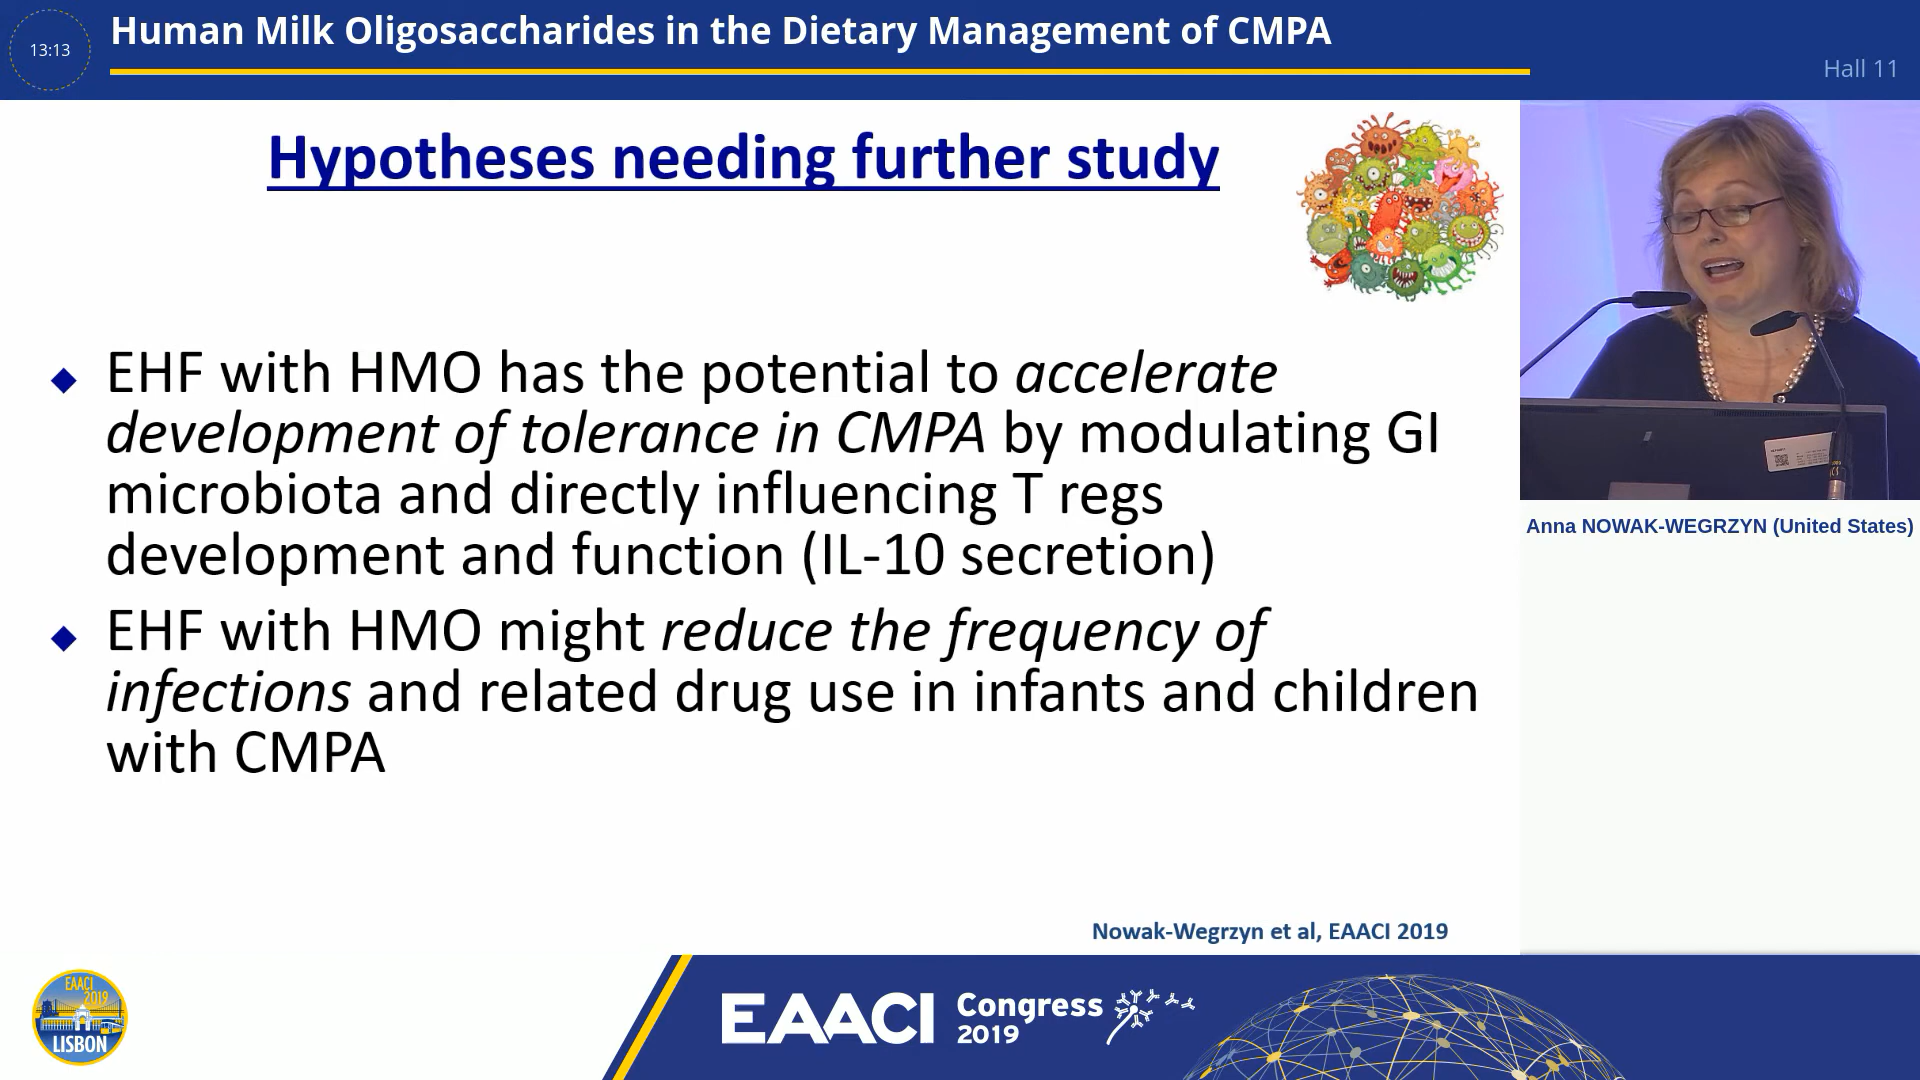 13:13
Human Milk Oligosaccharides in the Dietary Management of CMPA
Hall 11
Hypotheses needing further study
◆ EHF with HMO has the potential to accelerate
development of tolerance in CMPA by modulating GI
microbiota and directly influencing T regs
development and function (IL-10 secretion)
◆ EHF with HMO might reduce the frequency of
infections and related drug use in infants and children
with CMPA
Nowak-Wegrzyn et al, EAACI 2019
Anna NOWAK-WEGRZYN (United States)
EAACI
2019
LISBON
EAACI Congress
2019